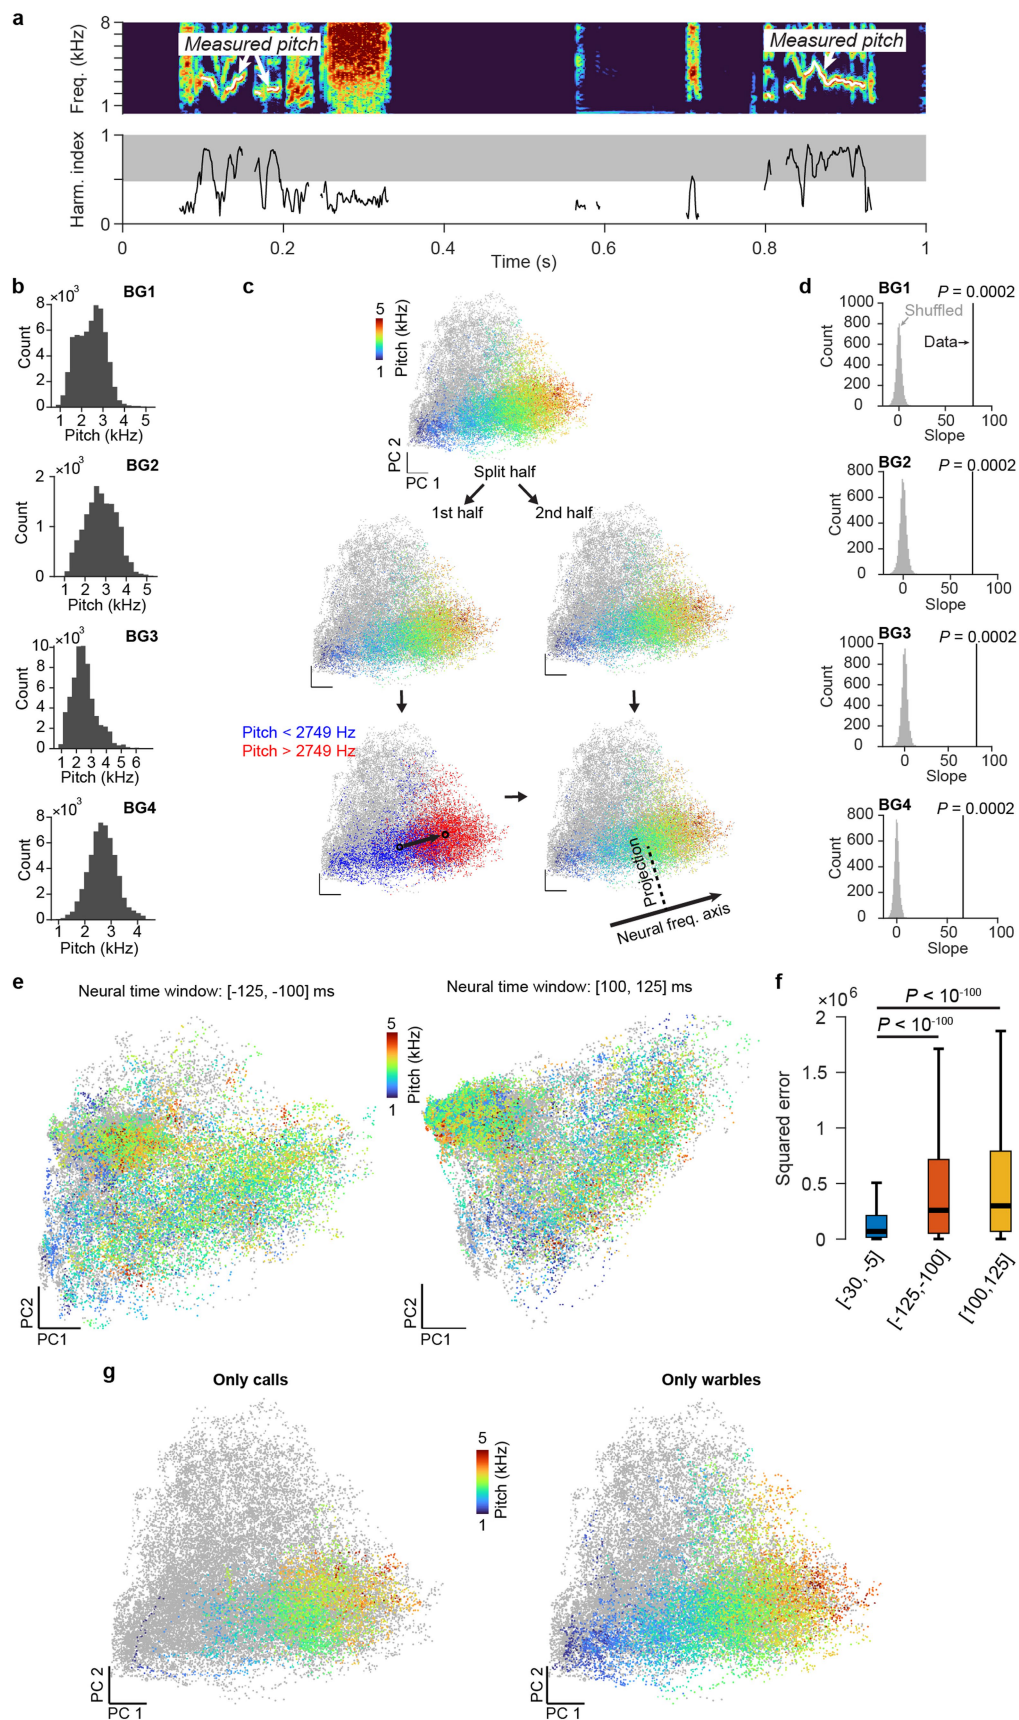 a
8
Freq. (kHz)
1
Measured pitch
Measured pitch
1
Harm. index
0
0
0.2
0.4
0.6
0.8
1
Time (s)
b
BG1
×10³
8
6
4
2
0
Count
1 2 3 4 5
Pitch (kHz)
BG2
×10³
2
1
0
Count
1 2 3 4 5
Pitch (kHz)
BG3
×10³
10
8
6
4
2
0
Count
1 2 3 4 5 6
Pitch (kHz)
BG4
×10³
8
6
4
2
0
Count
1 2 3 4
Pitch (kHz)
c
5
1
Pitch (kHz)
PC 2
PC 1
Split half
1st half
2nd half
Pitch < 2749 Hz
Pitch > 2749 Hz
Projection
Neural freq. axis
d
BG1
P = 0.0002
1000
800
600
400
200
0
Count
Shuffled
Data
0 50 100
Slope
BG2
P = 0.0002
800
600
400
200
0
Count
0 50 100
Slope
BG3
P = 0.0002
1000
800
600
400
200
0
Count
0 50 100
Slope
BG4
P = 0.0002
800
600
400
200
0
Count
0 50 100
Slope
e
Neural time window: [-125, -100] ms
PC2
PC1
5
1
Pitch (kHz)
Neural time window: [100, 125] ms
PC2
PC1
f
×10⁶
P < 10⁻¹⁰⁰
P < 10⁻¹⁰⁰
2
1.5
1
0.5
0
Squared error
[-30, -5]
[-125,-100]
[100,125]
g
Only calls
PC 2
PC 1
5
1
Pitch (kHz)
Only warbles
PC 2
PC 1